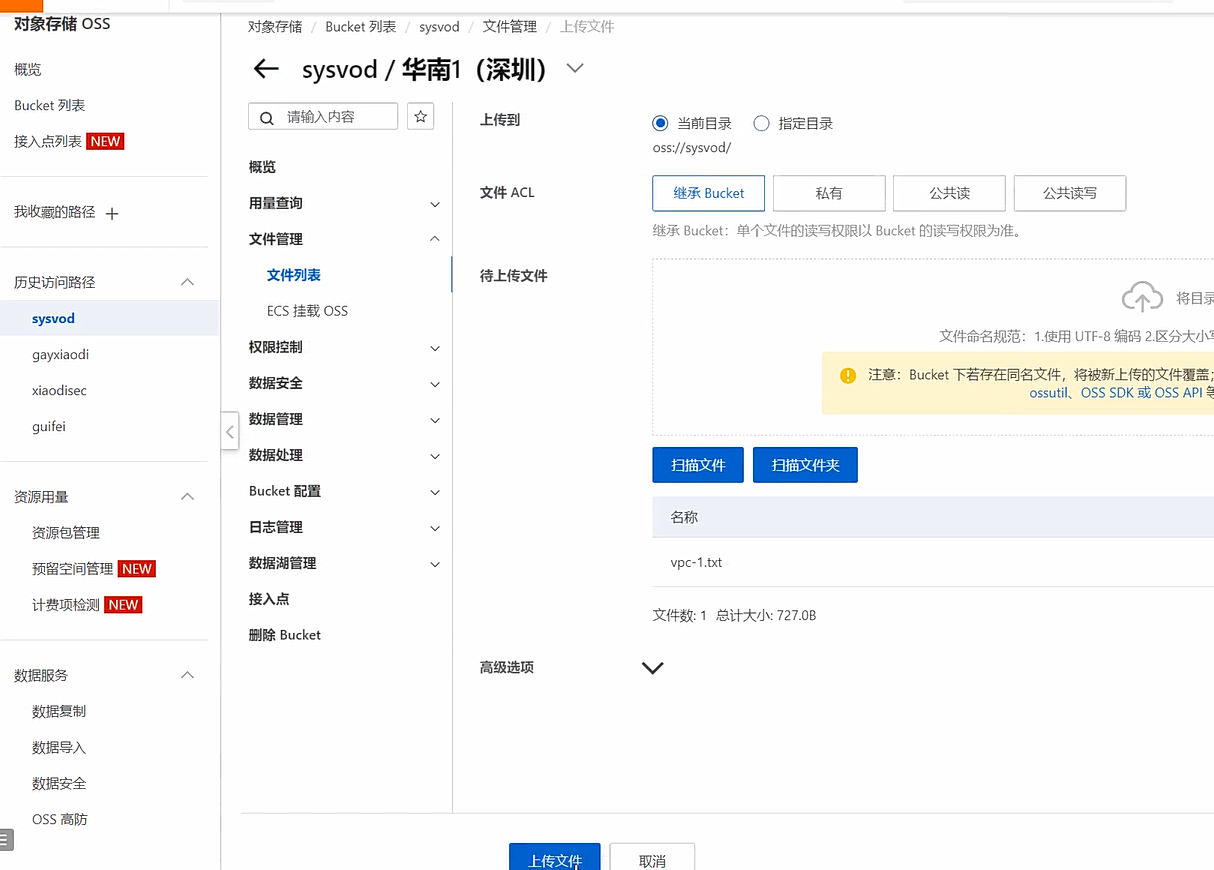 对象存储 OSS
概览
Bucket 列表
接入点列表 NEW
我收藏的路径
历史访问路径
sysvod
gayxiaodi
xiaodisec
guifei
资源用量
资源包管理
预留空间管理 NEW
计费项检测 NEW
数据服务
数据复制
数据导入
数据安全
OSS 高防
对象存储 / Bucket 列表 / sysvod / 文件管理 / 上传文件
sysvod / 华南1（深圳）
请输入内容
概览
用量查询
文件管理
文件列表
ECS 挂载 OSS
权限控制
数据安全
数据管理
数据处理
Bucket 配置
日志管理
数据湖管理
接入点
删除 Bucket
上传到
当前目录 指定目录
oss://sysvod/
文件 ACL
继承 Bucket 私有 公共读 公共读写
继承 Bucket：单个文件的读写权限以 Bucket 的读写权限为准。
待上传文件
将目录
文件命名规范：1.使用 UTF-8 编码 2.区分大小写
注意：Bucket 下若存在同名文件，将被新上传的文件覆盖；
ossutil、OSS SDK 或 OSS API 等
扫描文件 扫描文件夹
名称
vpc-1.txt
文件数: 1 总计大小: 727.0B
高级选项
上传文件 取消